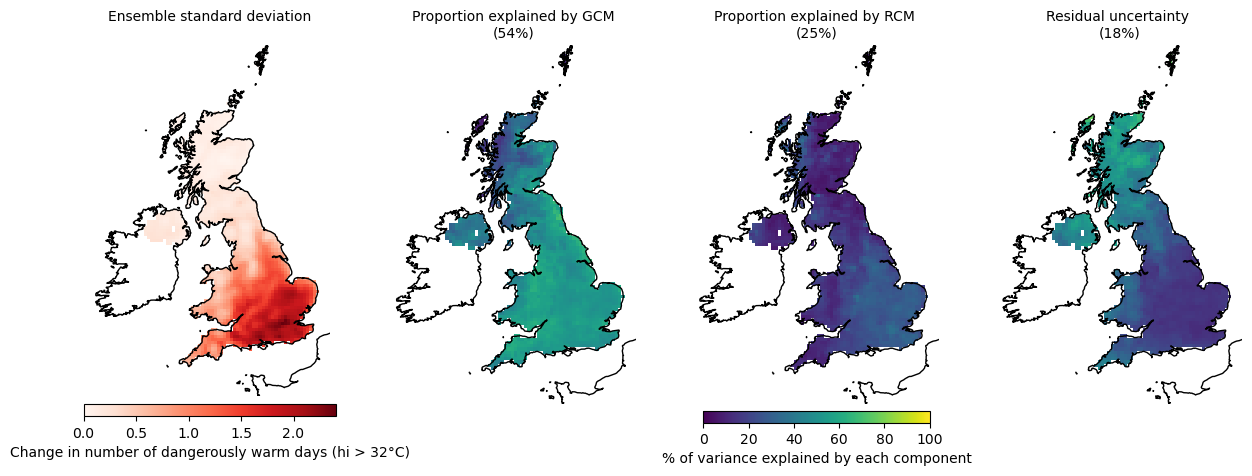 Ensemble standard deviation
Proportion explained by GCM
(54%)
Proportion explained by RCM
(25%)
Residual uncertainty
(18%)
0.0 0.5 1.0 1.5 2.0
Change in number of dangerously warm days (hi > 32°C)
0 20 40 60 80 100
% of variance explained by each component